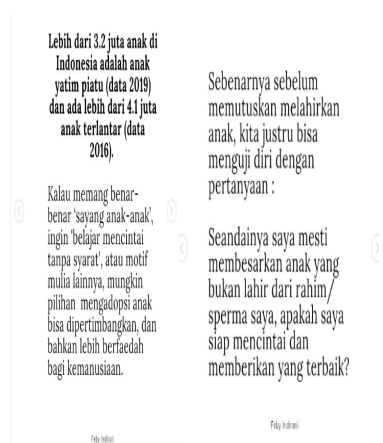 Lebih dari 3.2 juta anak di
Indonesia adalah anak
yatim piatu (data 2019)
dan ada lebih dari 4.1 juta
anak terlantar (data
2016).
Kalau memang benar-
benar 'sayang anak-anak',
ingin 'belajar mencintai
tanpa syarat', atau motif
mulia lainnya, mungkin
pilihan mengadopsi anak
bisa dipertimbangkan, dan
bahkan lebih berfaedah
bagi kemanusiaan.
Feby Indirani
Sebenarnya sebelum
memutuskan melahirkan
anak, kita justru bisa
menguji diri dengan
pertanyaan :
Seandainya saya mesti
membesarkan anak yang
bukan lahir dari rahim/
sperma saya, apakah saya
siap mencintai dan
memberikan yang terbaik?
Feby Indirani